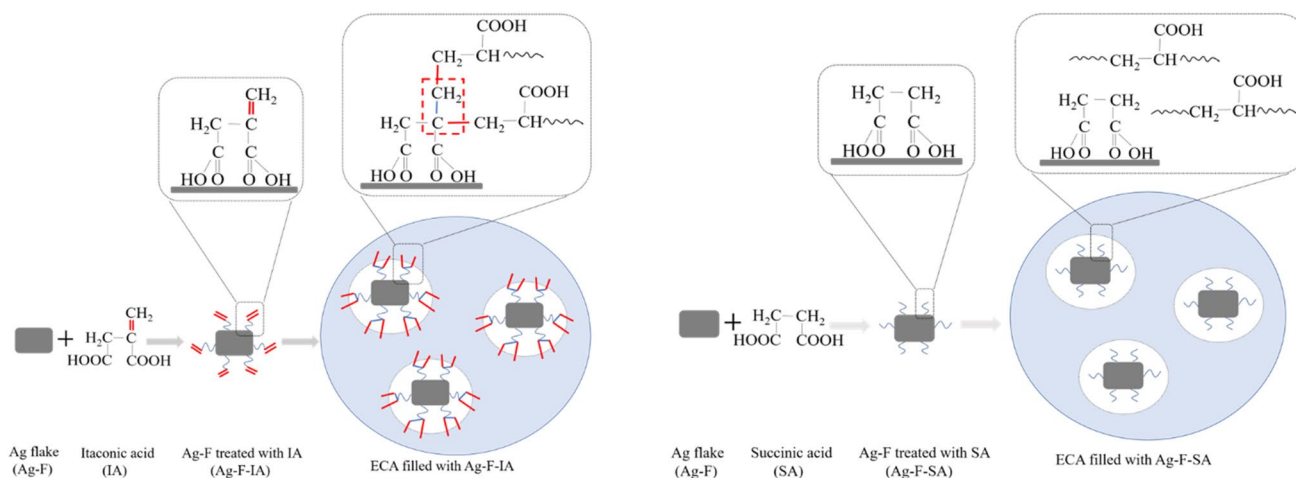 COOH
CH₂
CH
CH₂
H₂C
C
C
C
HO
O
O
OH
CH₂
COOH
H₂C
C
CH₂
CH
C
C
HO
O
O
OH
Ag flake
(Ag-F)
+
CH₂
H₂C
C
HOOC
COOH
Itaconic acid
(IA)
Ag-F treated with IA
(Ag-F-IA)
ECA filled with Ag-F-IA
H₂C
CH₂
C
C
HO
O
O
OH
COOH
CH₂
CH
COOH
H₂C
CH₂
CH₂
CH
C
C
HO
O
O
OH
Ag flake
(Ag-F)
+
H₂C
CH₂
HOOC
COOH
Succinic acid
(SA)
Ag-F treated with SA
(Ag-F-SA)
ECA filled with Ag-F-SA